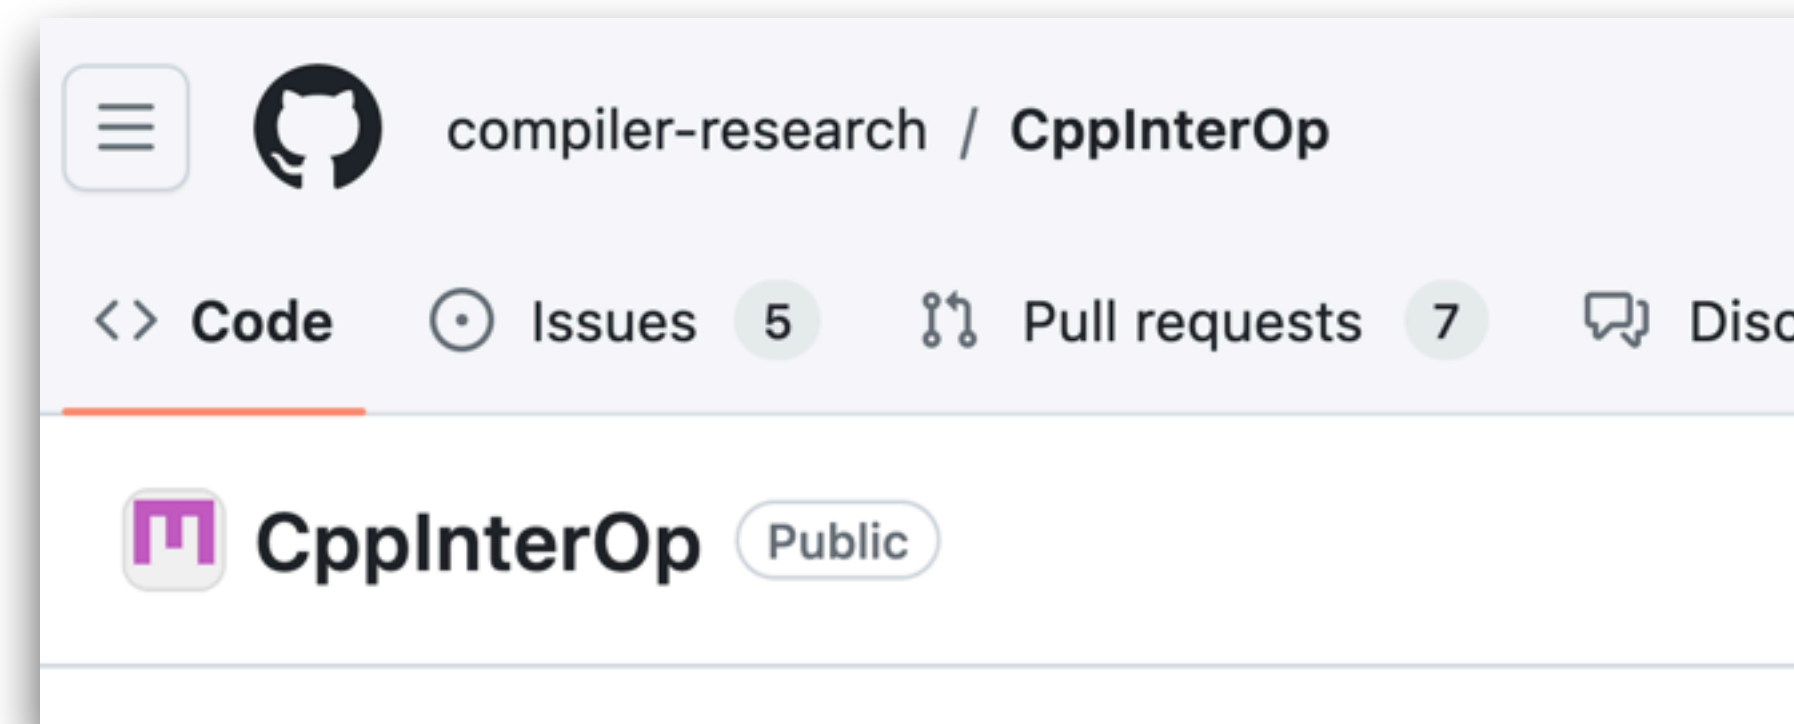 compiler-research / CppInterOp
Code Issues 5 Pull requests 7
CppInterOp Public